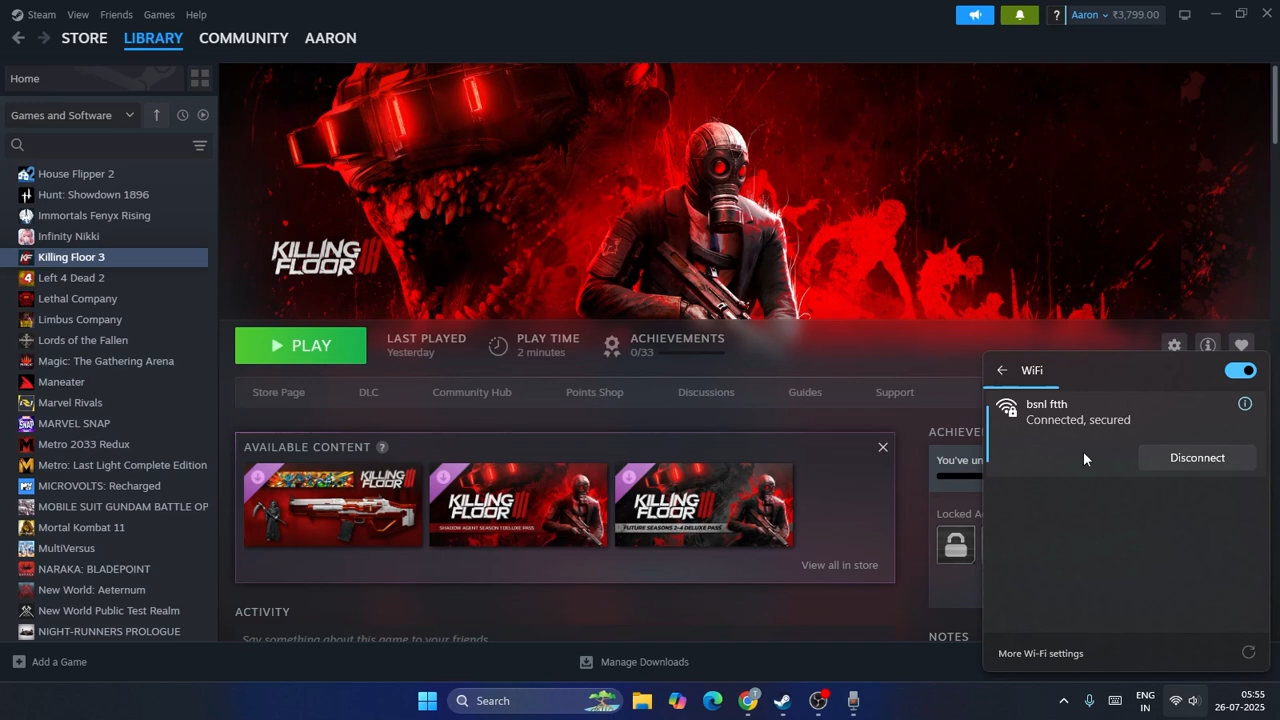 Steam View Friends Games Help
Aaron ₹3,799.00
STORE LIBRARY COMMUNITY AARON
Home
Games and Software
House Flipper 2
Hunt: Showdown 1896
Immortals Fenyx Rising
Infinity Nikki
Killing Floor 3
Left 4 Dead 2
Lethal Company
Limbus Company
Lords of the Fallen
Magic: The Gathering Arena
Maneater
Marvel Rivals
MARVEL SNAP
Metro 2033 Redux
Metro: Last Light Complete Edition
MICROVOLTS: Recharged
MOBILE SUIT GUNDAM BATTLE OP
Mortal Kombat 11
MultiVersus
NARAKA: BLADEPOINT
New World: Aeternum
New World Public Test Realm
NIGHT-RUNNERS PROLOGUE
Add a Game
KILLING
FLOOR III
PLAY
LAST PLAYED
Yesterday
PLAY TIME
2 minutes
ACHIEVEMENTS
0/33
Store Page DLC Community Hub Points Shop Discussions Guides Support
AVAILABLE CONTENT ?
KILLING
FLOOR III
KILLING
FLOOR III
SHADOW AGENT SEASON 1 DELUXE PASS
KILLING
FLOOR III
FUTURE SEASONS 2-4 DELUXE PASS
View all in store
ACTIVITY
Say something about this game to your friends
ACHIEVE
You've un
Locked A
NOTES
Manage Downloads
WiFi
bsnl ftth
Connected, secured
Disconnect
More Wi-Fi settings
Search
ENG
IN
05:55
26-07-2025